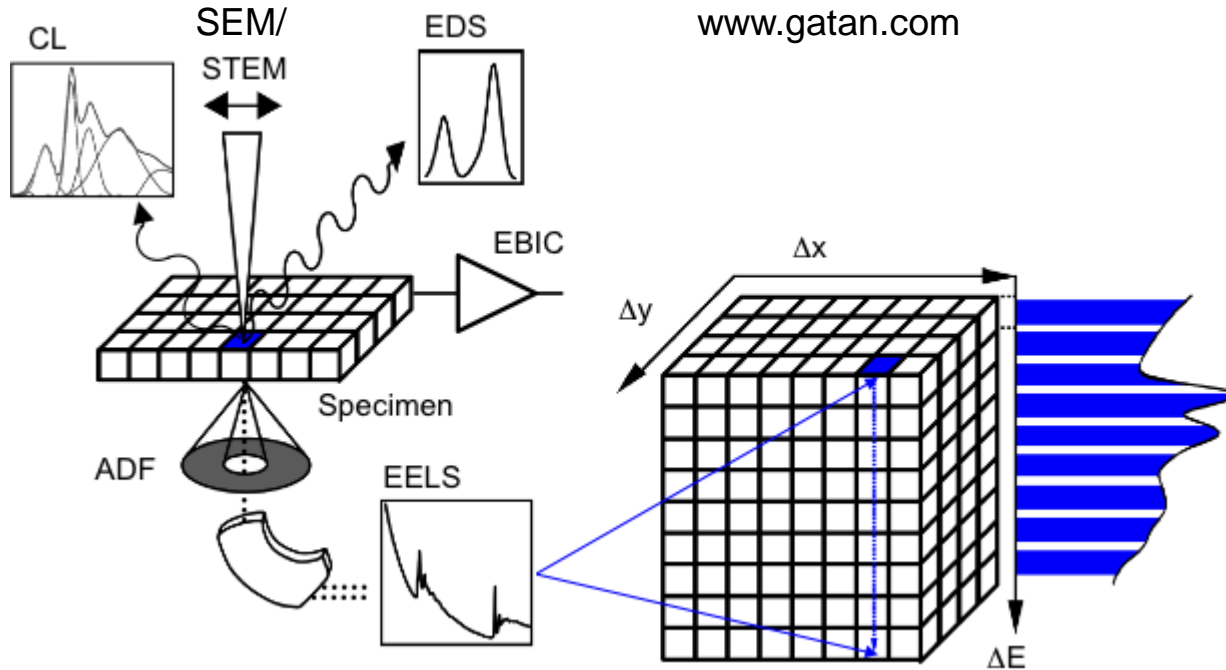 SEM/
STEM
EDS
www.gatan.com
CL
EBIC
Δx
Δy
Specimen
ADF
EELS
ΔE